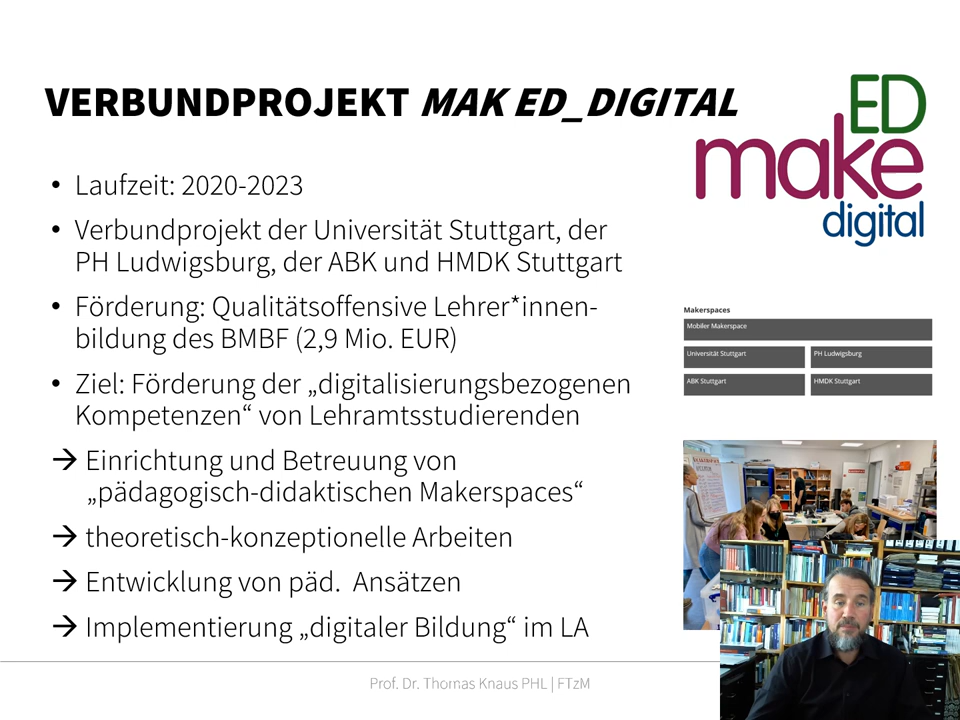 VERBUNDPROJEKT MAK ED_DIGITAL
ED
make
digital
• Laufzeit: 2020-2023
• Verbundprojekt der Universität Stuttgart, der
PH Ludwigsburg, der ABK und HMDK Stuttgart
• Förderung: Qualitätsoffensive Lehrer*innen-
bildung des BMBF (2,9 Mio. EUR)
• Ziel: Förderung der „digitalisierungsbezogenen
Kompetenzen“ von Lehramtsstudierenden
→ Einrichtung und Betreuung von
„pädagogisch-didaktischen Makerspaces“
→ theoretisch-konzeptionelle Arbeiten
→ Entwicklung von päd. Ansätzen
→ Implementierung „digitaler Bildung“ im LA
Makerspaces
Mobiler Makerspace
Universität Stuttgart
PH Ludwigsburg
ABK Stuttgart
HMDK Stuttgart
Prof. Dr. Thomas Knaus PHL | FTzM